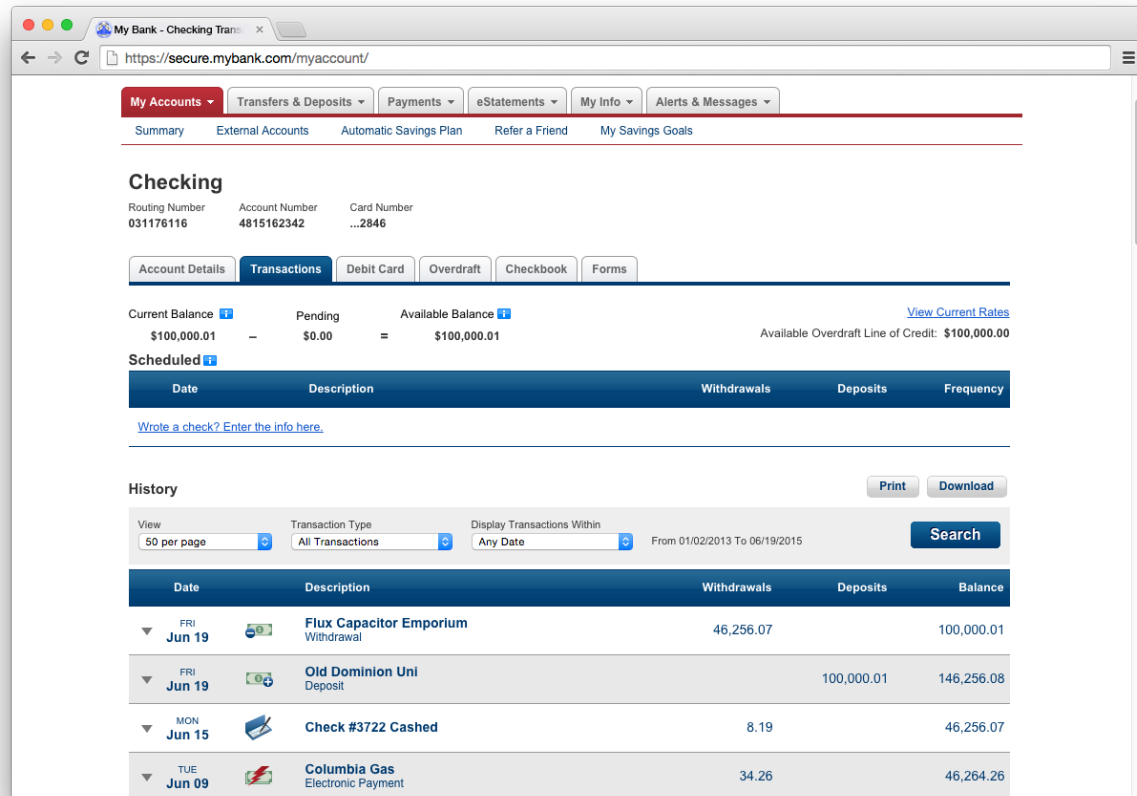 My Bank - Checking Trans
https://secure.mybank.com/myaccount/
My Accounts Transfers & Deposits Payments eStatements My Info Alerts & Messages
Summary External Accounts Automatic Savings Plan Refer a Friend My Savings Goals
Checking
Routing Number Account Number Card Number
031176116 4815162342 ...2846
Account Details Transactions Debit Card Overdraft Checkbook Forms
Current Balance Pending Available Balance View Current Rates
$100,000.01 – $0.00 = $100,000.01 Available Overdraft Line of Credit: $100,000.00
Scheduled
Date Description Withdrawals Deposits Frequency
Wrote a check? Enter the info here.
History Print Download
View Transaction Type Display Transactions Within
50 per page All Transactions Any Date From 01/02/2013 To 06/19/2015 Search
Date Description Withdrawals Deposits Balance
FRI
Jun 19 Flux Capacitor Emporium 46,256.07 100,000.01
Withdrawal
FRI
Jun 19 Old Dominion Uni 100,000.01 146,256.08
Deposit
MON
Jun 15 Check #3722 Cashed 8.19 46,256.07
TUE
Jun 09 Columbia Gas 34.26 46,264.26
Electronic Payment